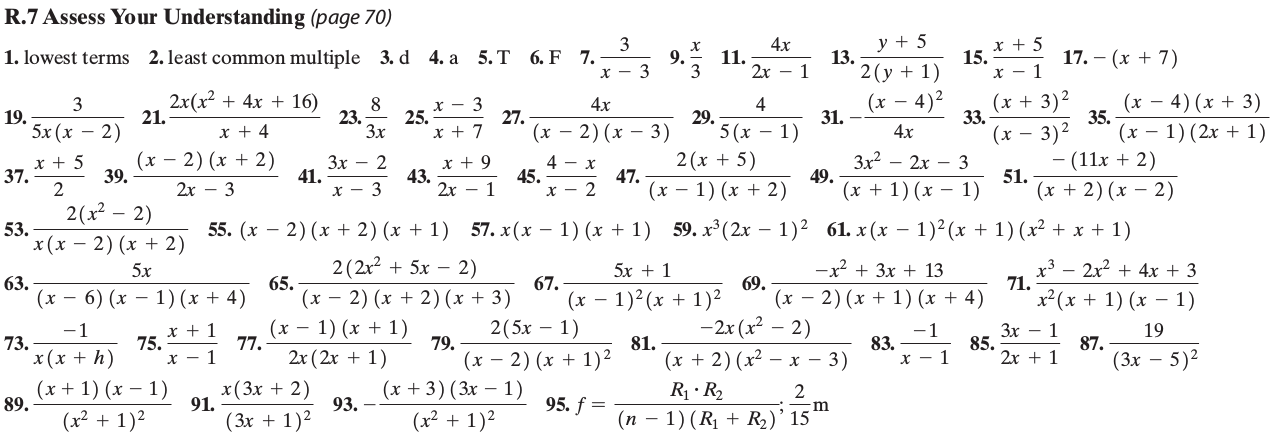 R.7 Assess Your Understanding (page 70)
1. lowest terms 2. least common multiple 3. d 4. a 5. T 6. F 7. 3/(x − 3) 9. x/3 11. 4x/(2x − 1) 13. (y + 5)/(2(y + 1)) 15. (x + 5)/(x − 1) 17. −(x + 7)
19. 3/(5x(x − 2)) 21. (2x(x² + 4x + 16))/(x + 4) 23. 8/(3x) 25. (x − 3)/(x + 7) 27. 4x/((x − 2)(x − 3)) 29. 4/(5(x − 1)) 31. −(x − 4)²/(4x) 33. (x + 3)²/(x − 3)² 35. ((x − 4)(x + 3))/((x − 1)(2x + 1))
37. (x + 5)/2 39. ((x − 2)(x + 2))/(2x − 3) 41. (3x − 2)/(x − 3) 43. (x + 9)/(2x − 1) 45. (4 − x)/(x − 2) 47. (2(x + 5))/((x − 1)(x + 2)) 49. (3x² − 2x − 3)/((x + 1)(x − 1)) 51. (−(11x + 2))/((x + 2)(x − 2))
53. (2(x² − 2))/(x(x − 2)(x + 2)) 55. (x − 2)(x + 2)(x + 1) 57. x(x − 1)(x + 1) 59. x³(2x − 1)² 61. x(x − 1)²(x + 1)(x² + x + 1)
63. 5x/((x − 6)(x − 1)(x + 4)) 65. (2(2x² + 5x − 2))/((x − 2)(x + 2)(x + 3)) 67. (5x + 1)/((x − 1)²(x + 1)²) 69. (−x² + 3x + 13)/((x − 2)(x + 1)(x + 4)) 71. (x³ − 2x² + 4x + 3)/(x²(x + 1)(x − 1))
73. −1/(x(x + h)) 75. (x + 1)/(x − 1) 77. ((x − 1)(x + 1))/(2x(2x + 1)) 79. (2(5x − 1))/((x − 2)(x + 1)²) 81. (−2x(x² − 2))/((x + 2)(x² − x − 3)) 83. −1/(x − 1) 85. (3x − 1)/(2x + 1) 87. 19/(3x − 5)²
89. ((x + 1)(x − 1))/(x² + 1)² 91. (x(3x + 2))/(3x + 1)² 93. −((x + 3)(3x − 1))/(x² + 1)² 95. f = (R₁ · R₂)/((n − 1)(R₁ + R₂)); 2/15 m